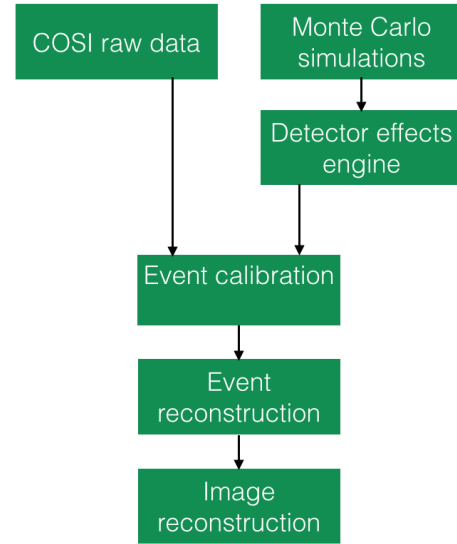 COSI raw data
Monte Carlo
simulations
Detector effects
engine
Event calibration
Event
reconstruction
Image
reconstruction